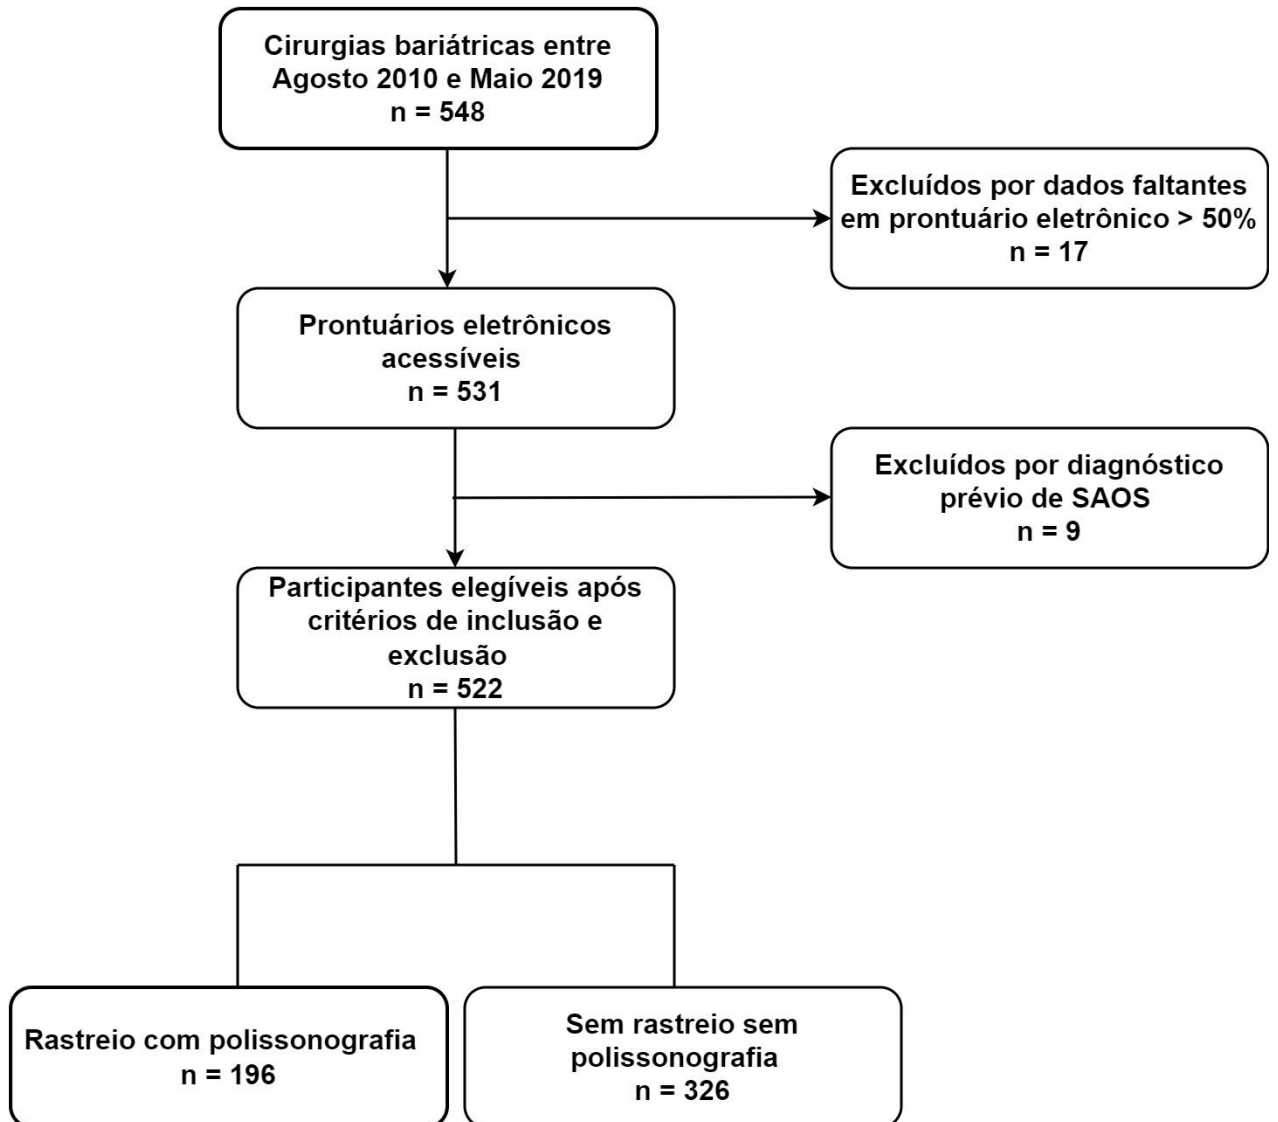 Cirurgias bariátricas entre
Agosto 2010 e Maio 2019
n = 548
Excluídos por dados faltantes
em prontuário eletrônico > 50%
n = 17
Prontuários eletrônicos
acessíveis
n = 531
Excluídos por diagnóstico
prévio de SAOS
n = 9
Participantes elegíveis após
critérios de inclusão e
exclusão
n = 522
Rastreio com polissonografia
n = 196
Sem rastreio sem
polissonografia
n = 326